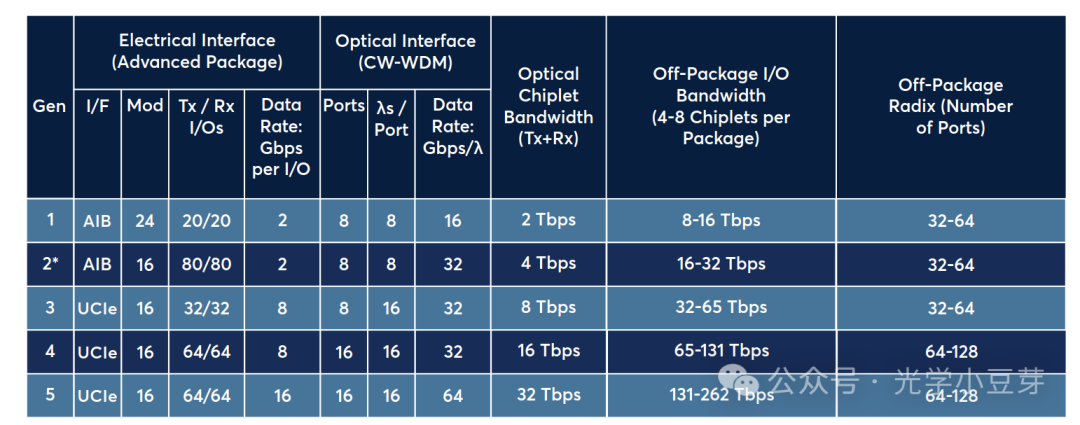 Gen
Electrical Interface
(Advanced Package)
Optical Interface
(CW-WDM)
I/F
Mod
Tx / Rx
I/Os
Data
Rate:
Gbps
per I/O
Ports
λs /
Port
Data
Rate:
Gbps/λ
Optical
Chiplet
Bandwidth
(Tx+Rx)
Off-Package I/O
Bandwidth
(4-8 Chiplets per
Package)
Off-Package
Radix (Number
of Ports)
1 AIB 24 20/20 2 8 8 16 2 Tbps 8-16 Tbps 32-64
2* AIB 16 80/80 2 8 8 32 4 Tbps 16-32 Tbps 32-64
3 UCIe 16 32/32 8 8 16 32 8 Tbps 32-65 Tbps 32-64
4 UCIe 16 64/64 8 16 16 32 16 Tbps 65-131 Tbps 64-128
5 UCIe 16 64/64 16 16 16 64 32 Tbps 131-262 Tbps 64-128
公众号 · 光学小豆芽